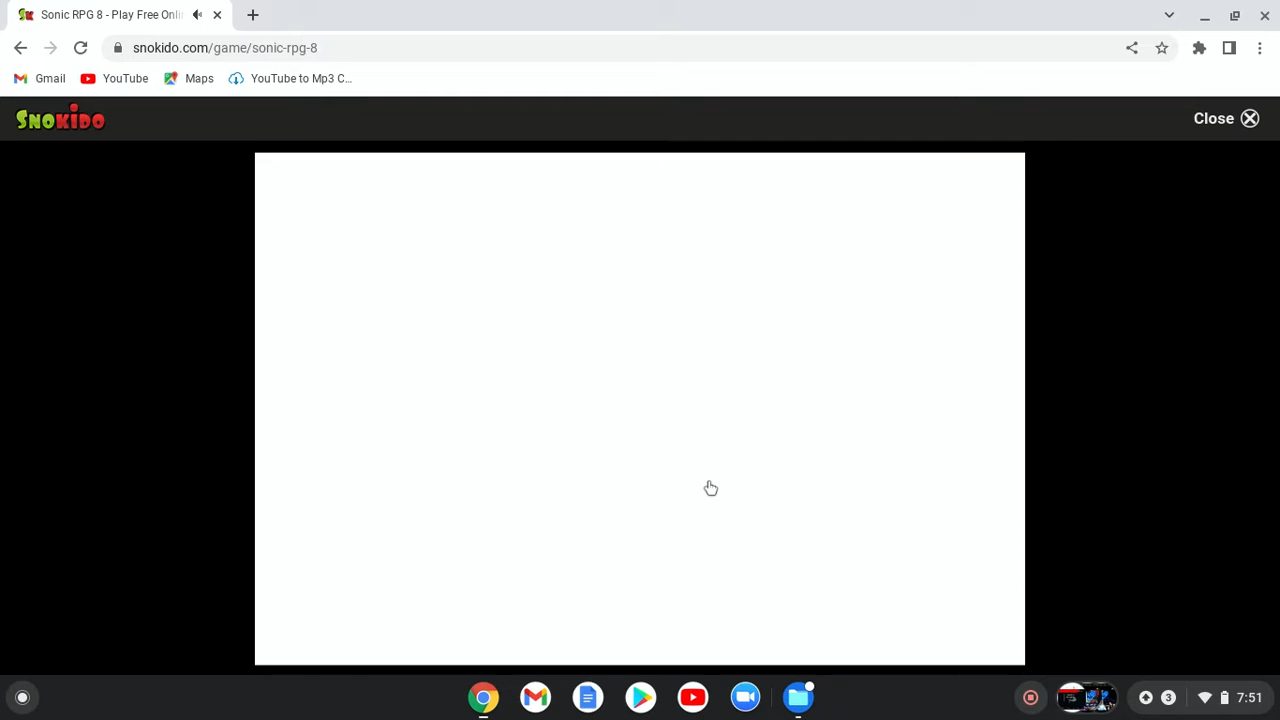 Sonic RPG 8 - Play Free Onli
snokido.com/game/sonic-rpg-8
Gmail
YouTube
Maps
YouTube to Mp3 C...
SNOKIDO
Close
3
7:51